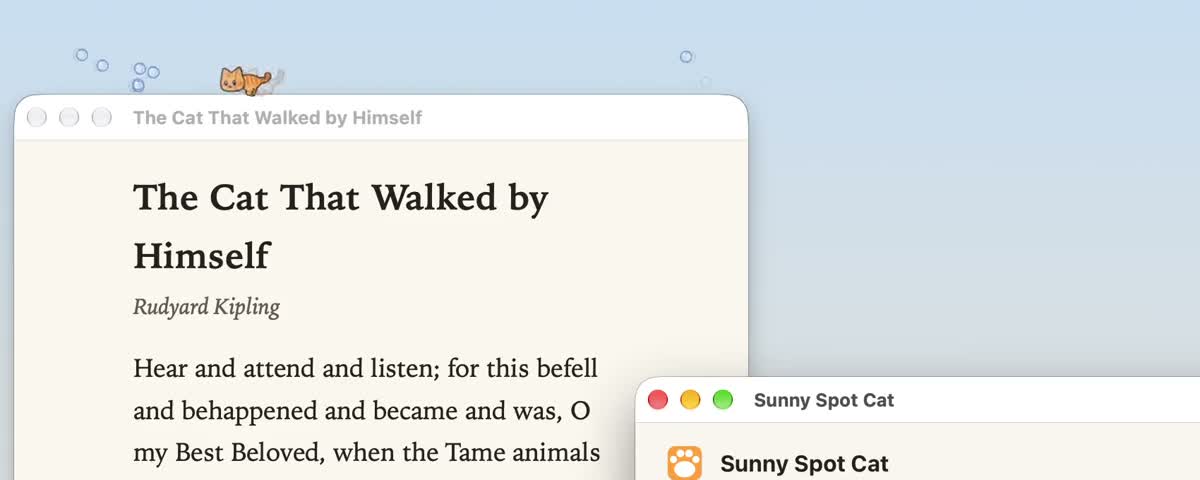 The Cat That Walked by Himself
The Cat That Walked by
Himself
Rudyard Kipling
Hear and attend and listen; for this befell
and behappened and became and was, O
my Best Beloved, when the Tame animals
Sunny Spot Cat
Sunny Spot Cat